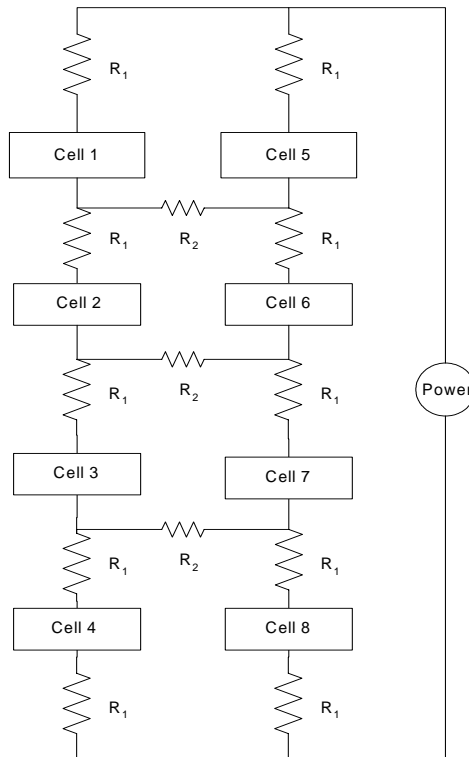 R1 R1
Cell 1 Cell 5
R1 R2 R1
Cell 2 Cell 6
R1 R2 R1
Cell 3 Cell 7
R1 R2 R1
Cell 4 Cell 8
R1 R1
Power